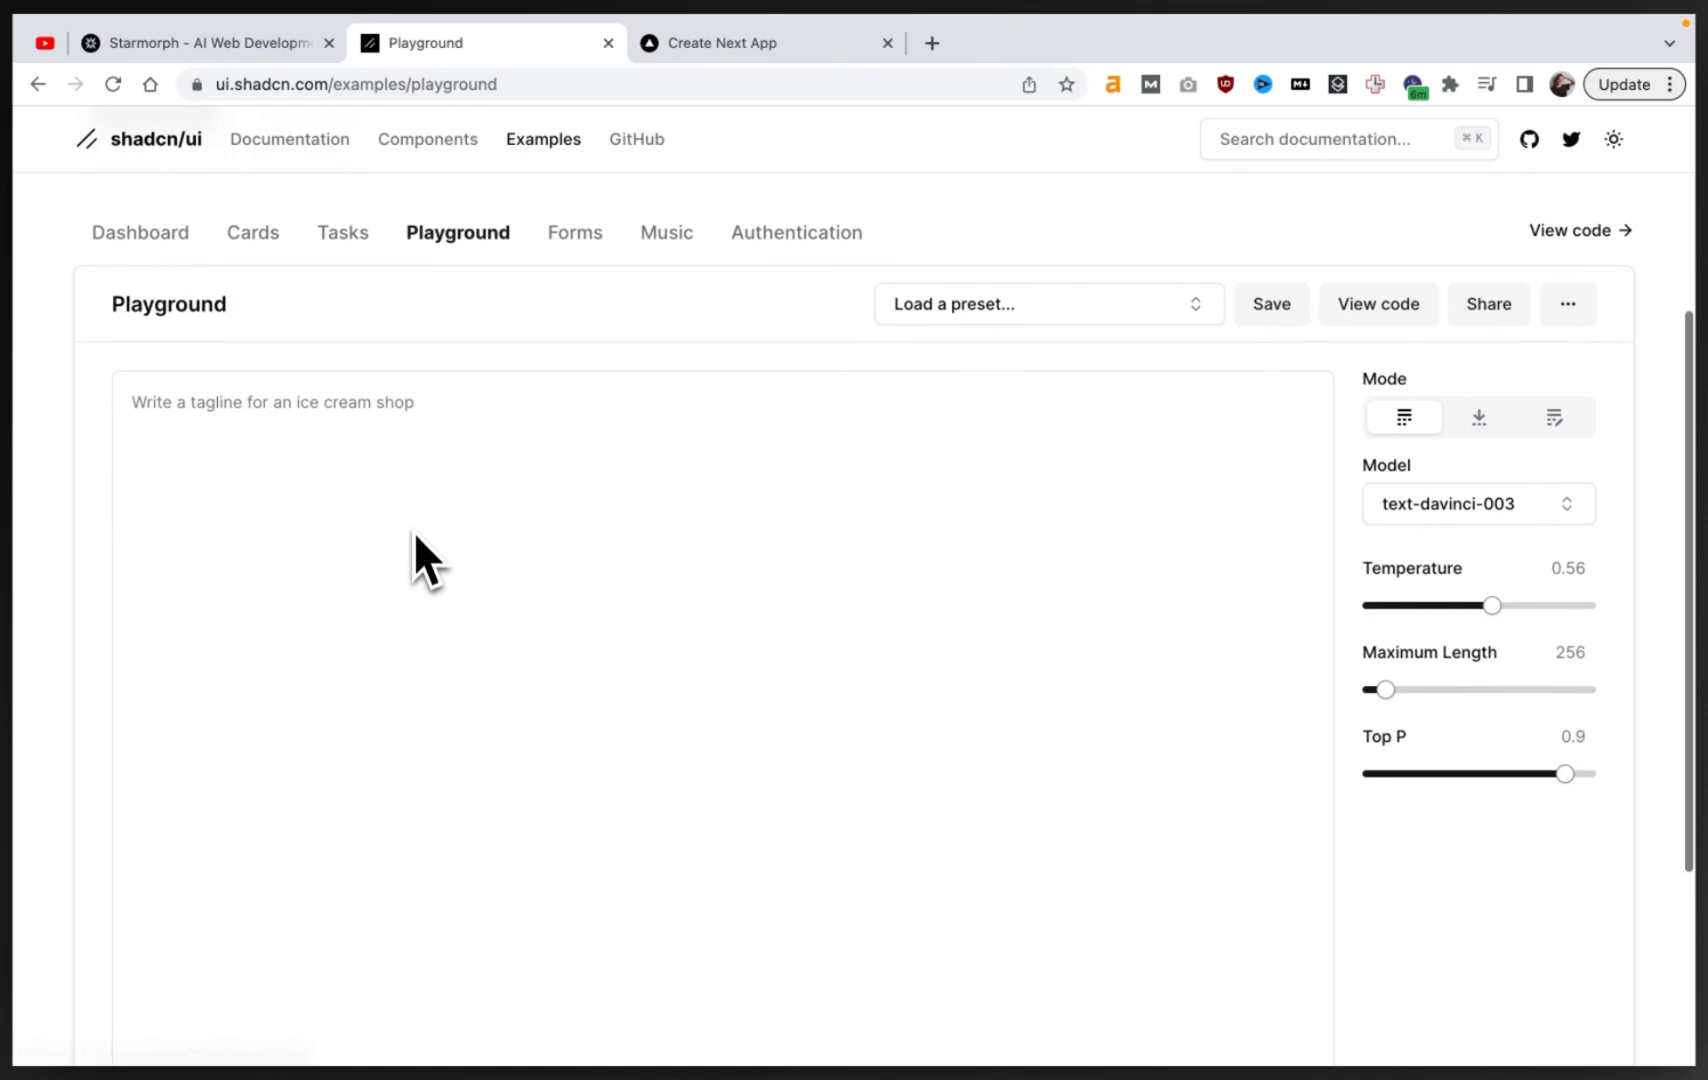 Starmorph - AI Web Developm
Playground
Create Next App
ui.shadcn.com/examples/playground
6m
Update
shadcn/ui
Documentation
Components
Examples
GitHub
Search documentation...
⌘ K
Dashboard
Cards
Tasks
Playground
Forms
Music
Authentication
View code →
Playground
Load a preset...
Save
View code
Share
Write a tagline for an ice cream shop
Mode
Model
text-davinci-003
Temperature
0.56
Maximum Length
256
Top P
0.9